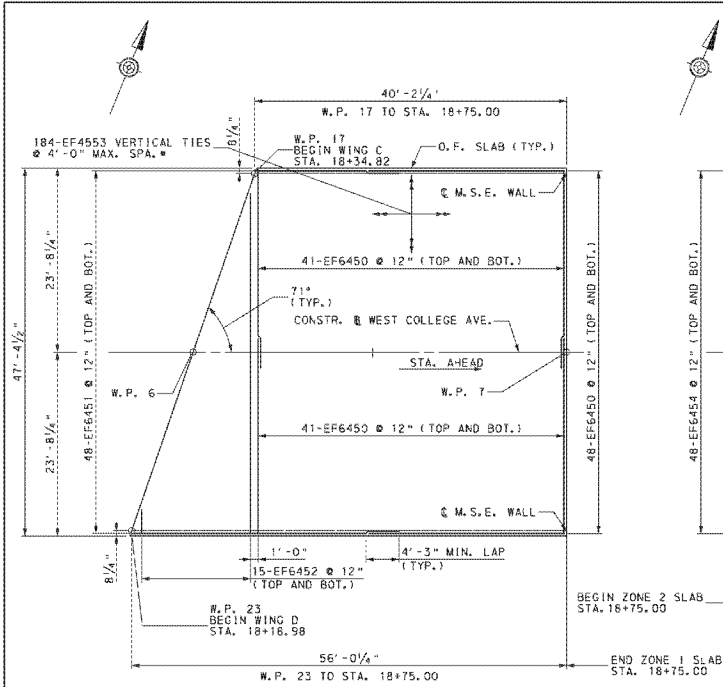 40'-2¼"
W.P. 17 TO STA. 18+75.00
184-EF4553 VERTICAL TIES
@ 4'-0" MAX. SPA. *
8¼"
W.P. 17
BEGIN WING C
STA. 18+34.82
O.F. SLAB (TYP.)
℄ M.S.E. WALL
41-EF6450 @ 12" (TOP AND BOT.)
23'-8¼"
71°
(TYP.)
CONSTR. ℄ WEST COLLEGE AVE.
STA. AHEAD
47'-4½"
48-EF6451 @ 12" (TOP AND BOT.)
W.P. 6
W.P. 7
48-EF6450 @ 12" (TOP AND BOT.)
48-EF6454 @ 12" (TOP AND BOT.)
23'-8¼"
41-EF6450 @ 12" (TOP AND BOT.)
℄ M.S.E. WALL
8¼"
1'-0"
4'-3" MIN. LAP
(TYP.)
15-EF6452 @ 12"
(TOP AND BOT.)
W.P. 23
BEGIN WING D
STA. 18+18.98
BEGIN ZONE 2 SLAB
STA. 18+75.00
56'-0¼"
W.P. 23 TO STA. 18+75.00
END ZONE 1 SLAB
STA. 18+75.00